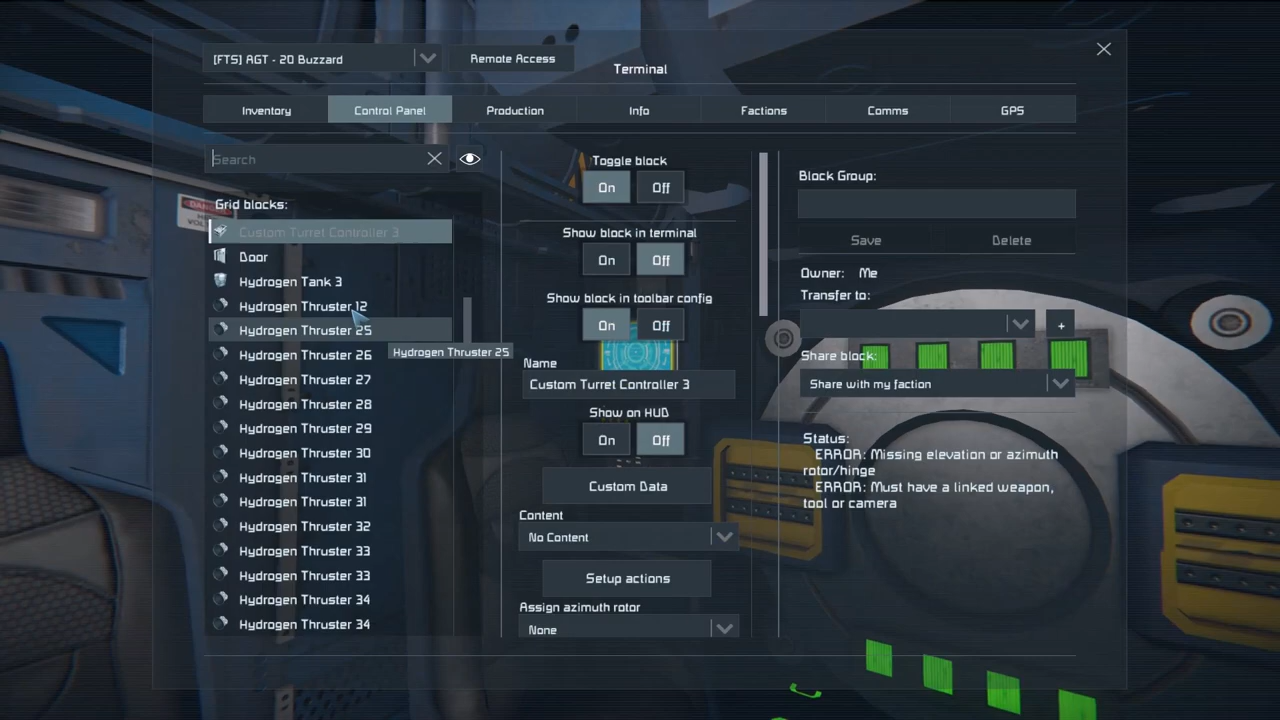 [FTS] AGT - 20 Buzzard
Remote Access
Terminal
Inventory
Control Panel
Production
Info
Factions
Comms
GPS
Search
Grid blocks:
Custom Turret Controller 3
Door
Hydrogen Tank 3
Hydrogen Thruster 12
Hydrogen Thruster 25
Hydrogen Thruster 26
Hydrogen Thruster 27
Hydrogen Thruster 28
Hydrogen Thruster 29
Hydrogen Thruster 30
Hydrogen Thruster 31
Hydrogen Thruster 31
Hydrogen Thruster 32
Hydrogen Thruster 33
Hydrogen Thruster 33
Hydrogen Thruster 34
Hydrogen Thruster 34
Hydrogen Thruster 25
DANGER
Toggle block
On Off
Show block in terminal
On Off
Show block in toolbar config
On Off
Name
Custom Turret Controller 3
Show on HUD
On Off
Custom Data
Content
No Content
Setup actions
Assign azimuth rotor
None
Block Group:
Save
Delete
Owner: Me
Transfer to:
+
Share block:
Share with my faction
Status:
ERROR: Missing elevation or azimuth
rotor/hinge
ERROR: Must have a linked weapon,
tool or camera